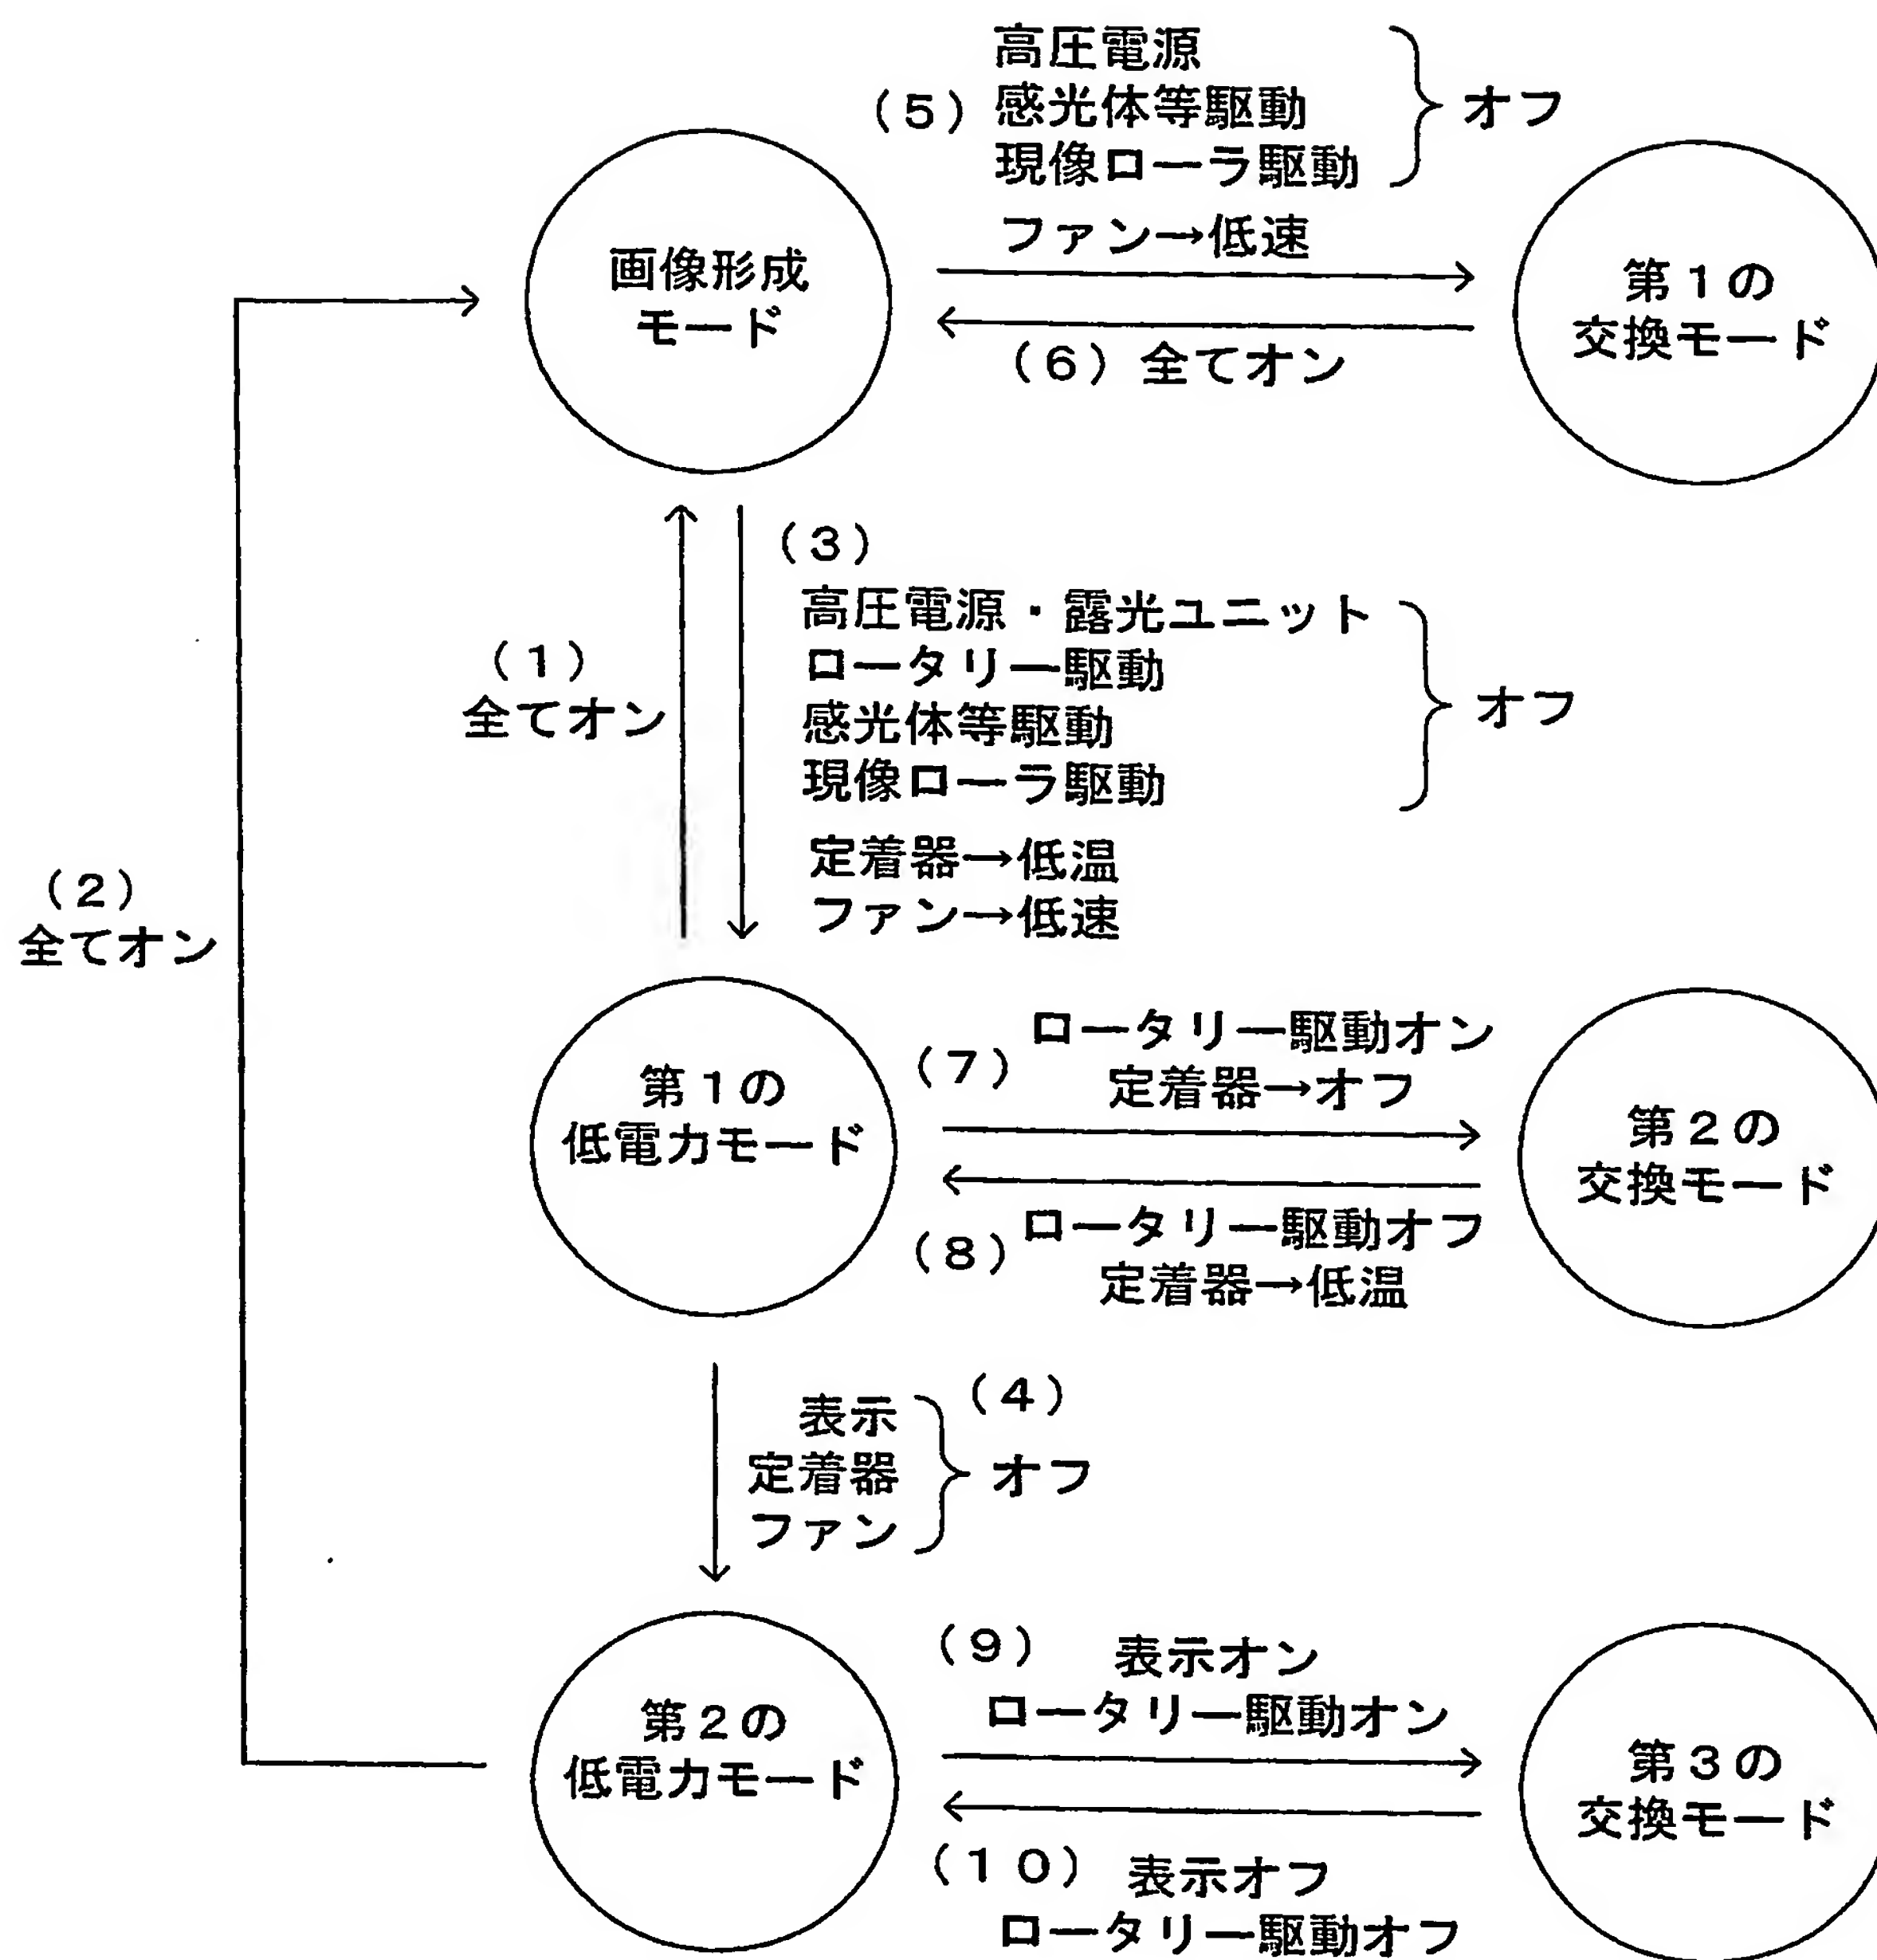 高圧電源
(5) 感光体等駆動 オフ
現像ローラ駆動
ファン→低速
画像形成
モード
第1の
交換モード
(6) 全てオン
(3)
高圧電源・露光ユニット
ロータリー駆動
感光体等駆動
現像ローラ駆動
オフ
定着器→低温
ファン→低速
(1)
全てオン
(2)
全てオン
第1の
低電力モード
(7) ロータリー駆動オン
定着器→オフ
第2の
交換モード
(8) ロータリー駆動オフ
定着器→低温
(4)
表示
定着器 オフ
ファン
第2の
低電力モード
(9) 表示オン
ロータリー駆動オン
第3の
交換モード
(10) 表示オフ
ロータリー駆動オフ